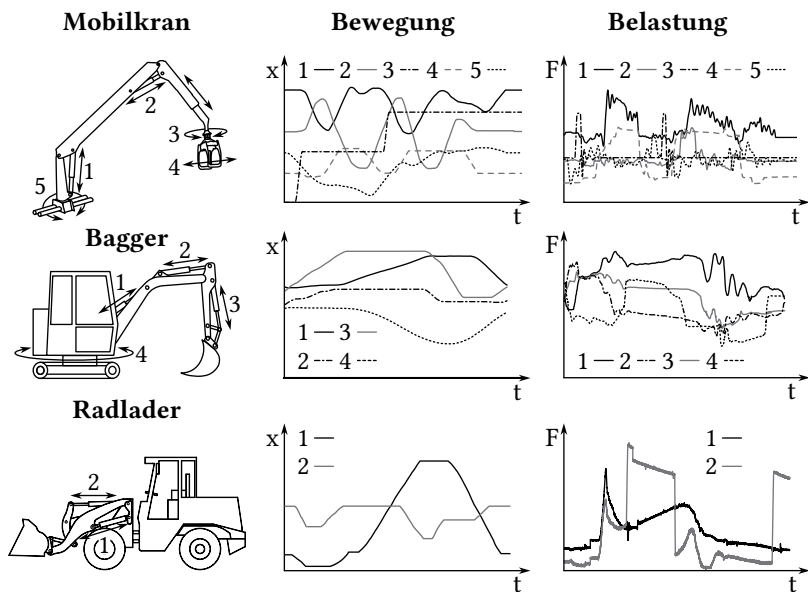 Mobilkran Bewegung Belastung
x 1 2 3 4 5
F 1 2 3 4 5
2
3
4
5 1
t t
Bagger
x
F
2
1
3
4
1 3
2 4
1 2 3 4
t t
Radlader
x 1
2
F 1
2
2
1
t t